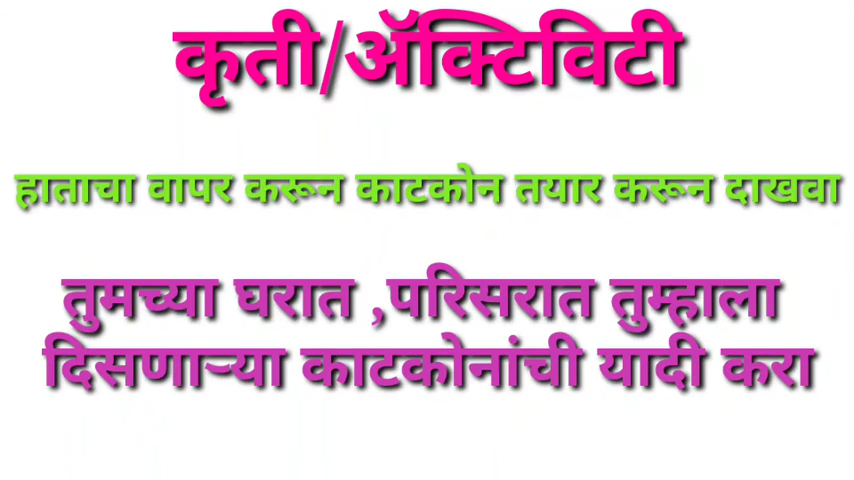 कृती/ॲक्टिविटी
हाताचा वापर करून काटकोन तयार करून दाखवा
तुमच्या घरात ,परिसरात तुम्हाला
दिसणाऱ्या काटकोनांची यादी करा